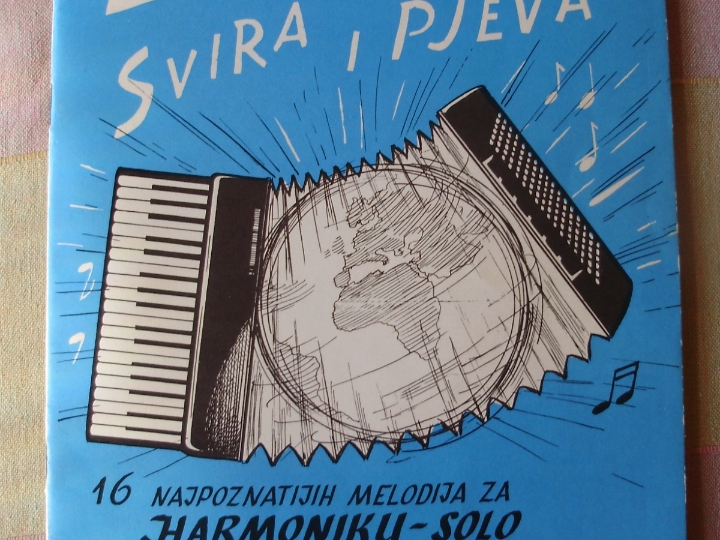 SVIRA I PJEVA
16 NAJPOZNATIJIH MELODIJA ZA
HARMONIKU-SOLO